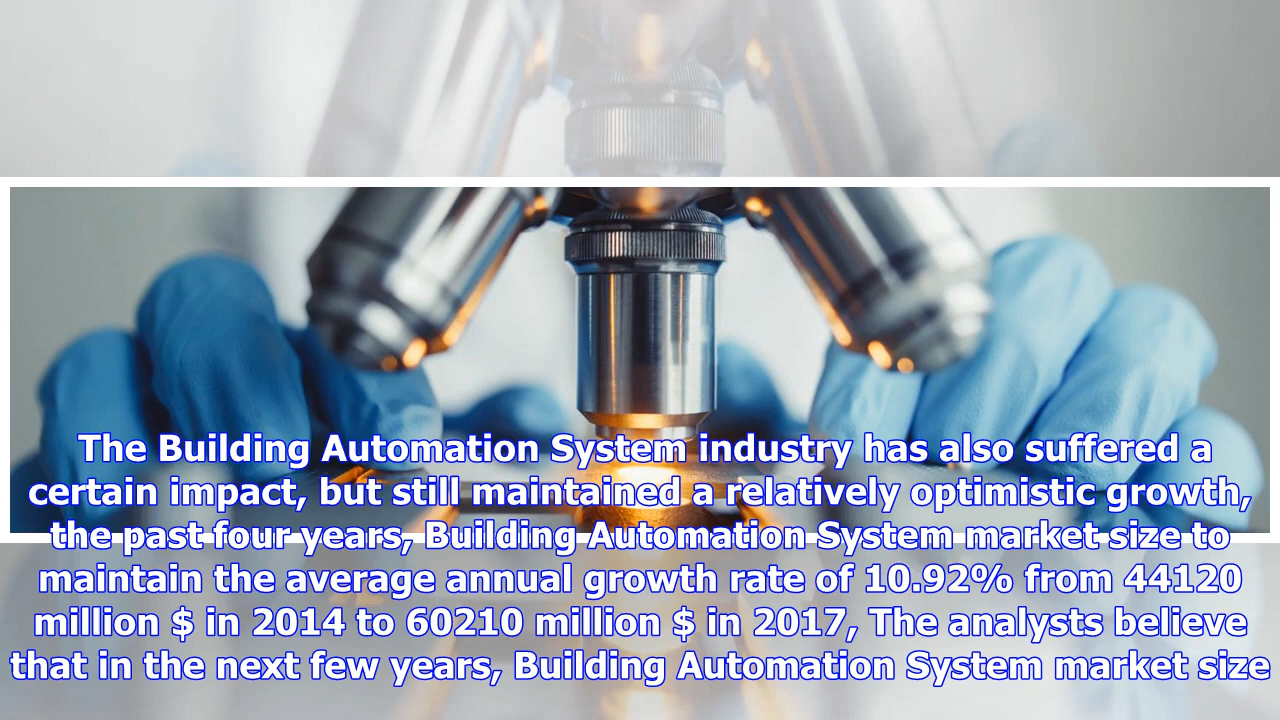 The Building Automation System industry has also suffered a
certain impact, but still maintained a relatively optimistic growth,
the past four years, Building Automation System market size to
maintain the average annual growth rate of 10.92% from 44120
million $ in 2014 to 60210 million $ in 2017, The analysts believe
that in the next few years, Building Automation System market size